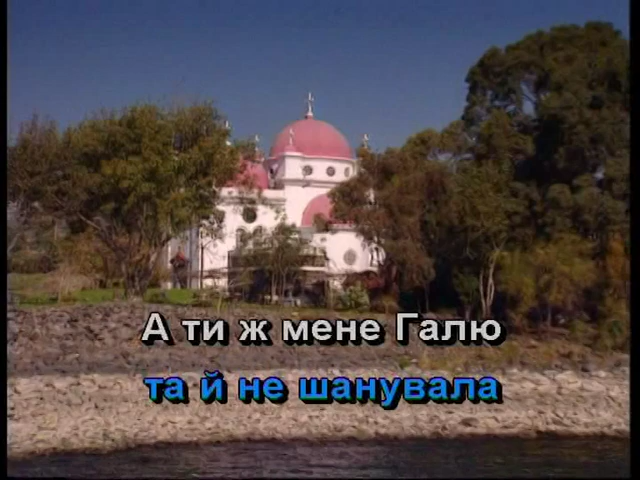 А ти ж мене Галю
та й не шанувала